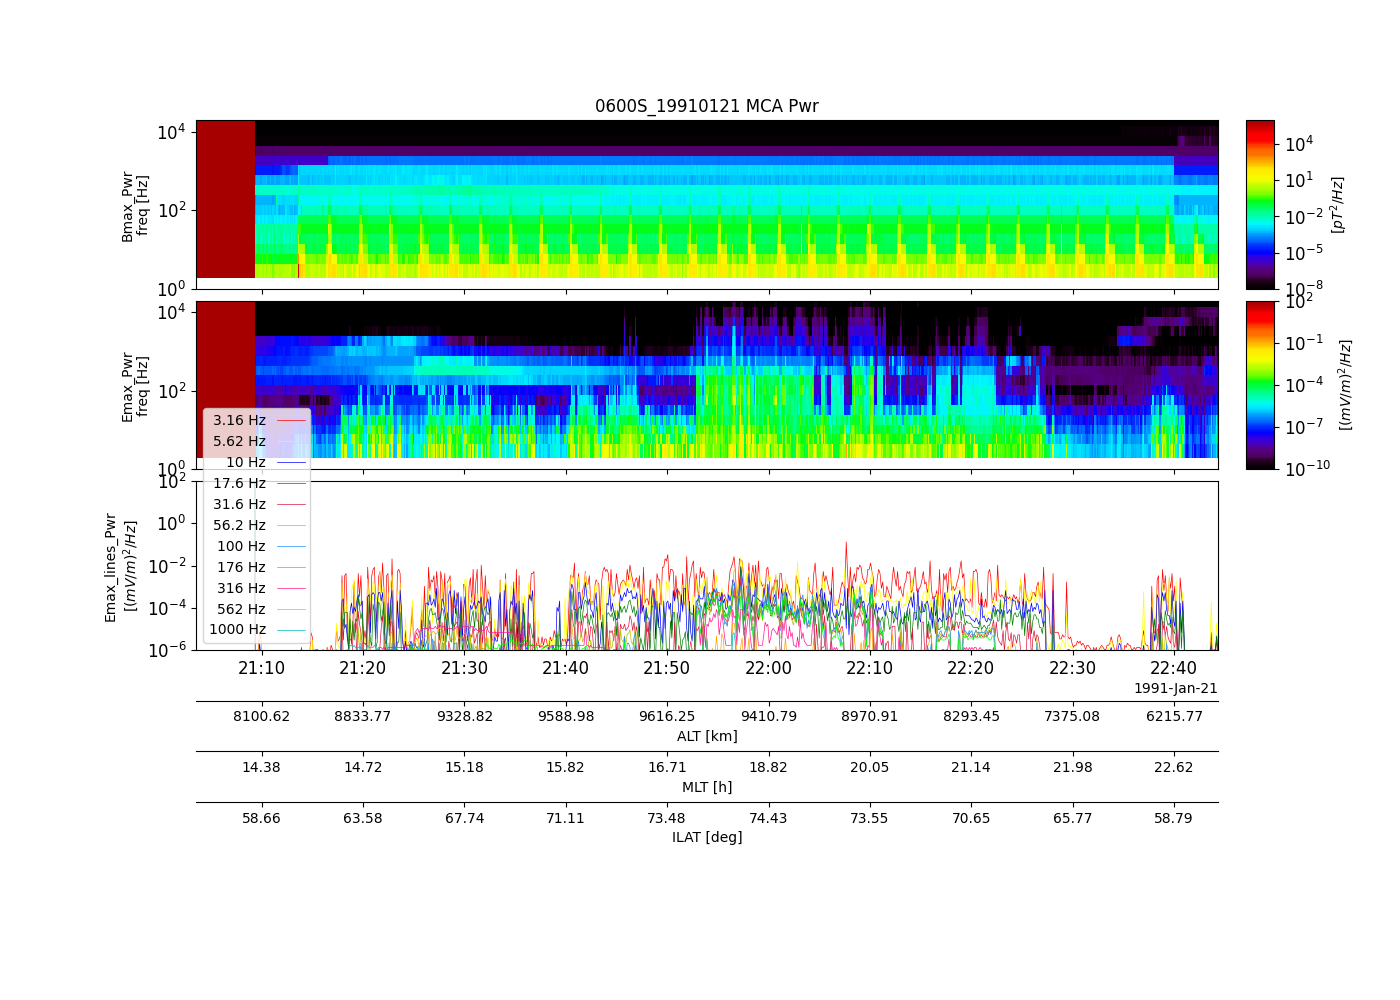 0600S_19910121 MCA Pwr
10^4
10^2
10^0
Bmax_Pwr
freq [Hz]
10^4
10^1
10^-2
10^-5
10^-8
[pT^2/Hz]
10^4
10^2
10^0
Emax_Pwr
freq [Hz]
10^2
10^-1
10^-4
10^-7
10^-10
[(mV/m)^2/Hz]
3.16 Hz
5.62 Hz
10 Hz
17.6 Hz
31.6 Hz
56.2 Hz
100 Hz
176 Hz
316 Hz
562 Hz
1000 Hz
10^2
10^0
10^-2
10^-4
10^-6
Emax_lines_Pwr
[(mV/m)^2/Hz]
21:10 21:20 21:30 21:40 21:50 22:00 22:10 22:20 22:30 22:40
1991-Jan-21
8100.62 8833.77 9328.82 9588.98 9616.25 9410.79 8970.91 8293.45 7375.08 6215.77
ALT [km]
14.38 14.72 15.18 15.82 16.71 18.82 20.05 21.14 21.98 22.62
MLT [h]
58.66 63.58 67.74 71.11 73.48 74.43 73.55 70.65 65.77 58.79
ILAT [deg]